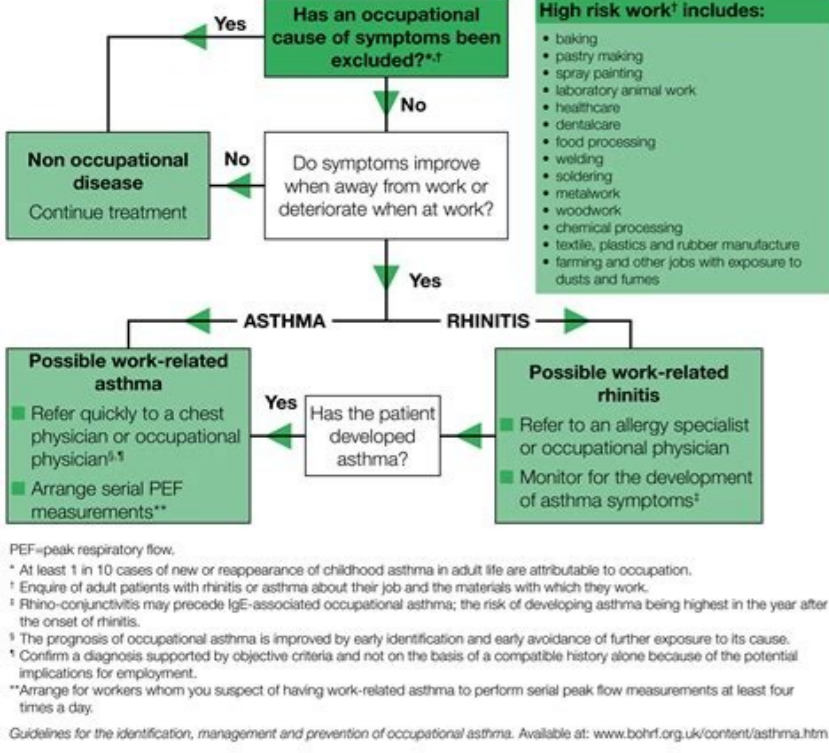 Yes
Has an occupational
cause of symptoms been
excluded?*,†
No
High risk work† includes:
• baking
• pastry making
• spray painting
• laboratory animal work
• healthcare
• dentalcare
• food processing
• welding
• soldering
• metalwork
• woodwork
• chemical processing
• textile, plastics and rubber manufacture
• farming and other jobs with exposure to
dusts and fumes
Non occupational
disease
Continue treatment
No
Do symptoms improve
when away from work or
deteriorate when at work?
Yes
ASTHMA
RHINITIS
Possible work-related
asthma
■ Refer quickly to a chest
physician or occupational
physician§,¶
■ Arrange serial PEF
measurements**
Yes
Has the patient
developed
asthma?
Possible work-related
rhinitis
■ Refer to an allergy specialist
or occupational physician
■ Monitor for the development
of asthma symptoms‡
PEF=peak respiratory flow.
* At least 1 in 10 cases of new or reappearance of childhood asthma in adult life are attributable to occupation.
† Enquire of adult patients with rhinitis or asthma about their job and the materials with which they work.
‡ Rhino-conjunctivitis may precede IgE-associated occupational asthma; the risk of developing asthma being highest in the year after
the onset of rhinitis.
§ The prognosis of occupational asthma is improved by early identification and early avoidance of further exposure to its cause.
¶ Confirm a diagnosis supported by objective criteria and not on the basis of a compatible history alone because of the potential
implications for employment.
**Arrange for workers whom you suspect of having work-related asthma to perform serial peak flow measurements at least four
times a day.
Guidelines for the identification, management and prevention of occupational asthma. Available at: www.bohrf.org.uk/content/asthma.htm